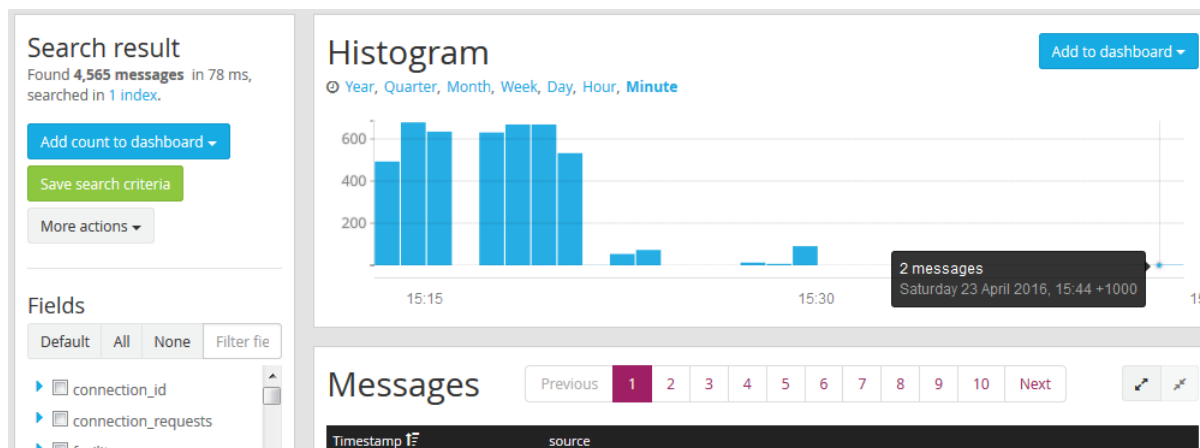 Search result
Found 4,565 messages in 78 ms,
searched in 1 index.
Add count to dashboard
Save search criteria
More actions
Fields
Default All None Filter fie
connection_id
connection_requests
Histogram
Add to dashboard
Year, Quarter, Month, Week, Day, Hour, Minute
600
400
200
15:15
15:30
2 messages
Saturday 23 April 2016, 15:44 +1000
Messages
Previous 1 2 3 4 5 6 7 8 9 10 Next
Timestamp source